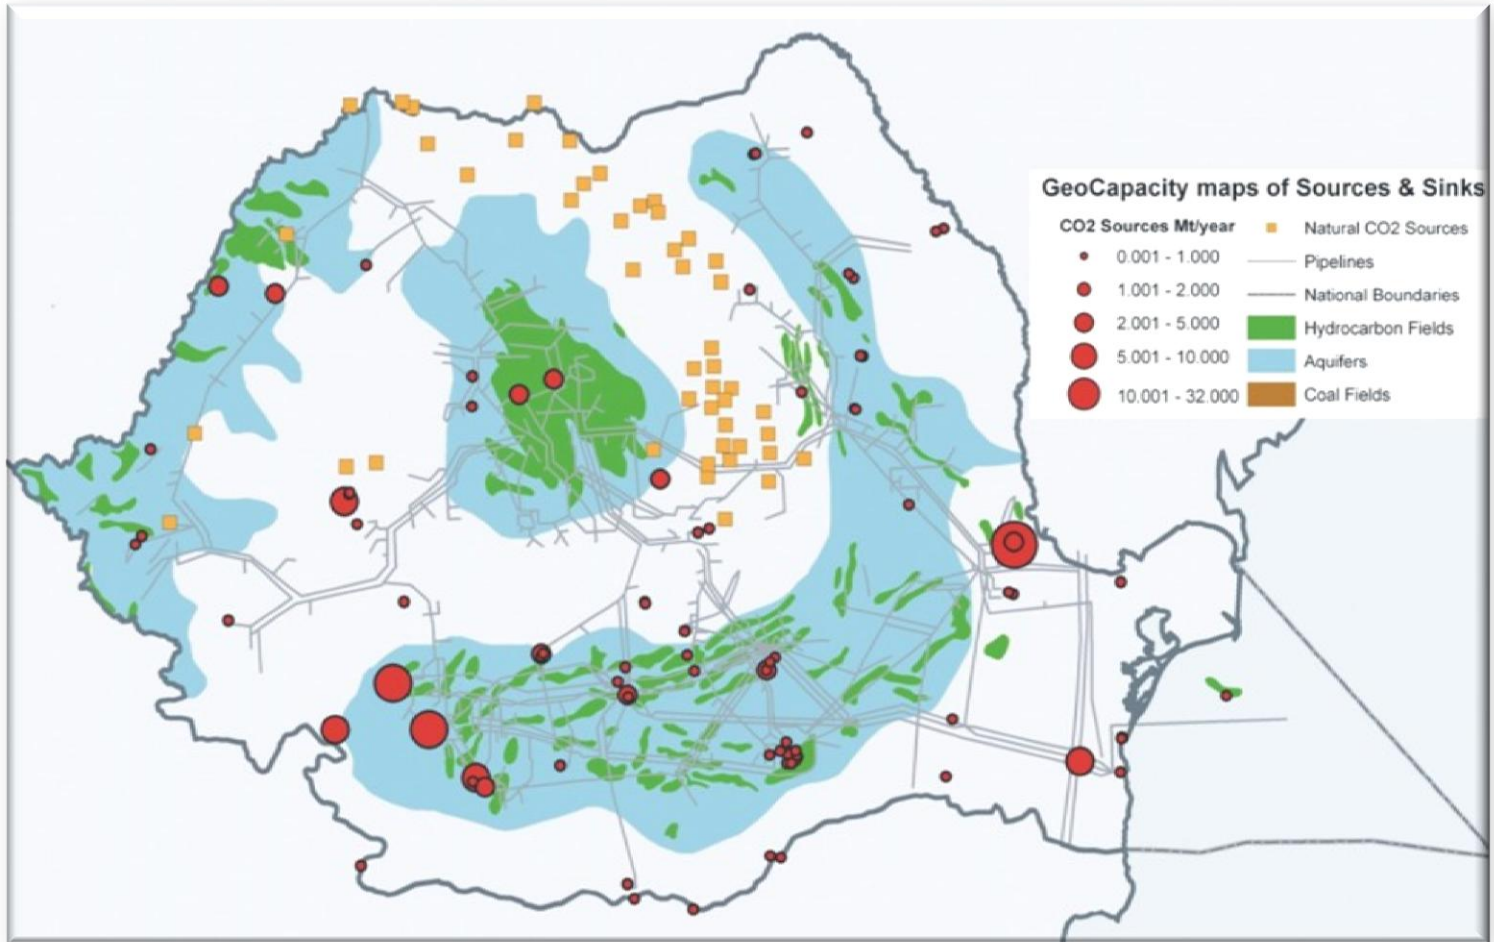 GeoCapacity maps of Sources & Sinks
CO2 Sources Mt/year
0.001 - 1.000
1.001 - 2.000
2.001 - 5.000
5.001 - 10.000
10.001 - 32.000
Natural CO2 Sources
Pipelines
National Boundaries
Hydrocarbon Fields
Aquifers
Coal Fields